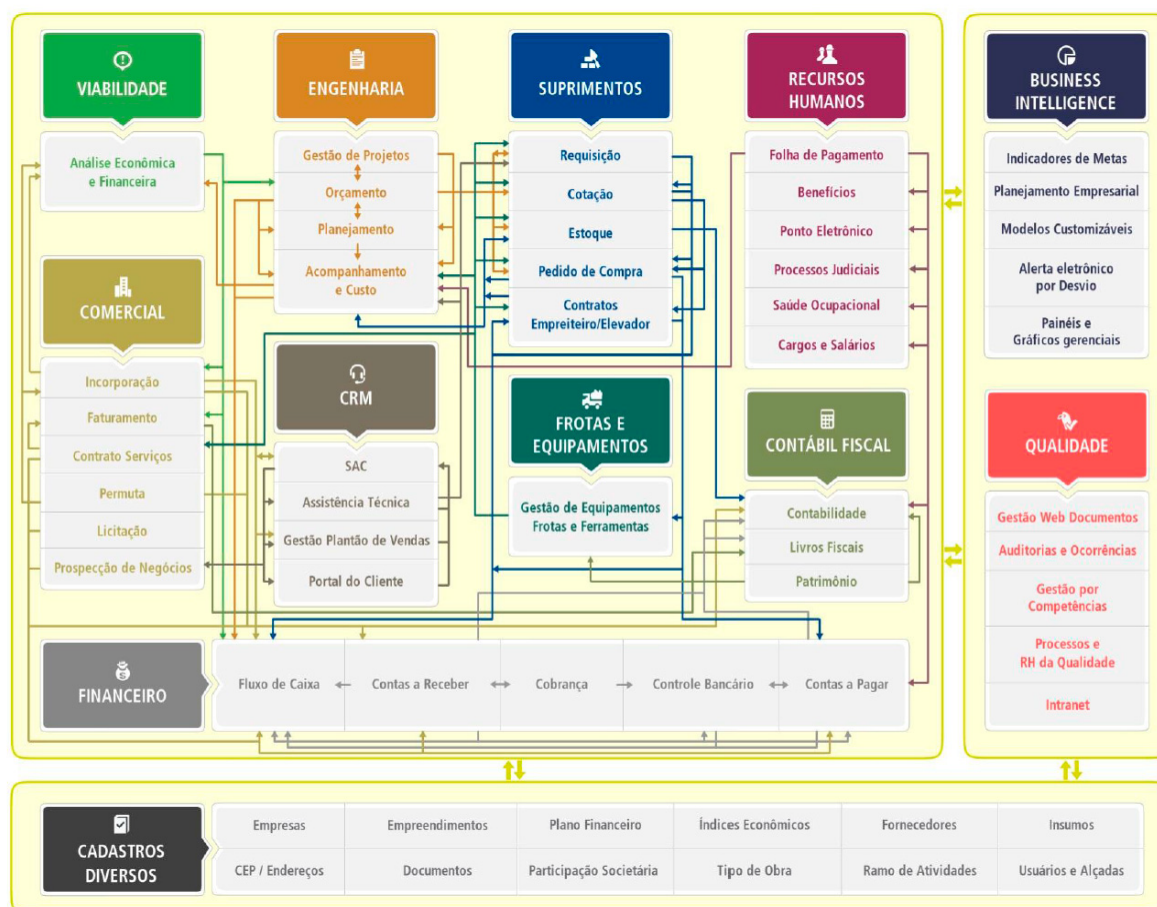 VIABILIDADE
Análise Econômica
e Financeira
COMERCIAL
Incorporação
Faturamento
Contrato Serviços
Permuta
Licitação
Prospecção de Negócios
ENGENHARIA
Gestão de Projetos
Orçamento
Planejamento
Acompanhamento
e Custo
CRM
SAC
Assistência Técnica
Gestão Plantão de Vendas
Portal do Cliente
SUPRIMENTOS
Requisição
Cotação
Estoque
Pedido de Compra
Contratos
Empreiteiro/Elevador
FROTAS E
EQUIPAMENTOS
Gestão de Equipamentos
Frotas e Ferramentas
RECURSOS
HUMANOS
Folha de Pagamento
Benefícios
Ponto Eletrônico
Processos Judiciais
Saúde Ocupacional
Cargos e Salários
CONTÁBIL FISCAL
Contabilidade
Livros Fiscais
Patrimônio
FINANCEIRO
Fluxo de Caixa
Contas a Receber
Cobrança
Controle Bancário
Contas a Pagar
BUSINESS
INTELLIGENCE
Indicadores de Metas
Planejamento Empresarial
Modelos Customizáveis
Alerta eletrônico
por Desvio
Painéis e
Gráficos gerenciais
QUALIDADE
Gestão Web Documentos
Auditorias e Ocorrências
Gestão por
Competências
Processos e
RH da Qualidade
Intranet
CADASTROS
DIVERSOS
Empresas
Empreendimentos
Plano Financeiro
Índices Econômicos
Fornecedores
Insumos
CEP / Endereços
Documentos
Participação Societária
Tipo de Obra
Ramo de Atividades
Usuários e Alçadas